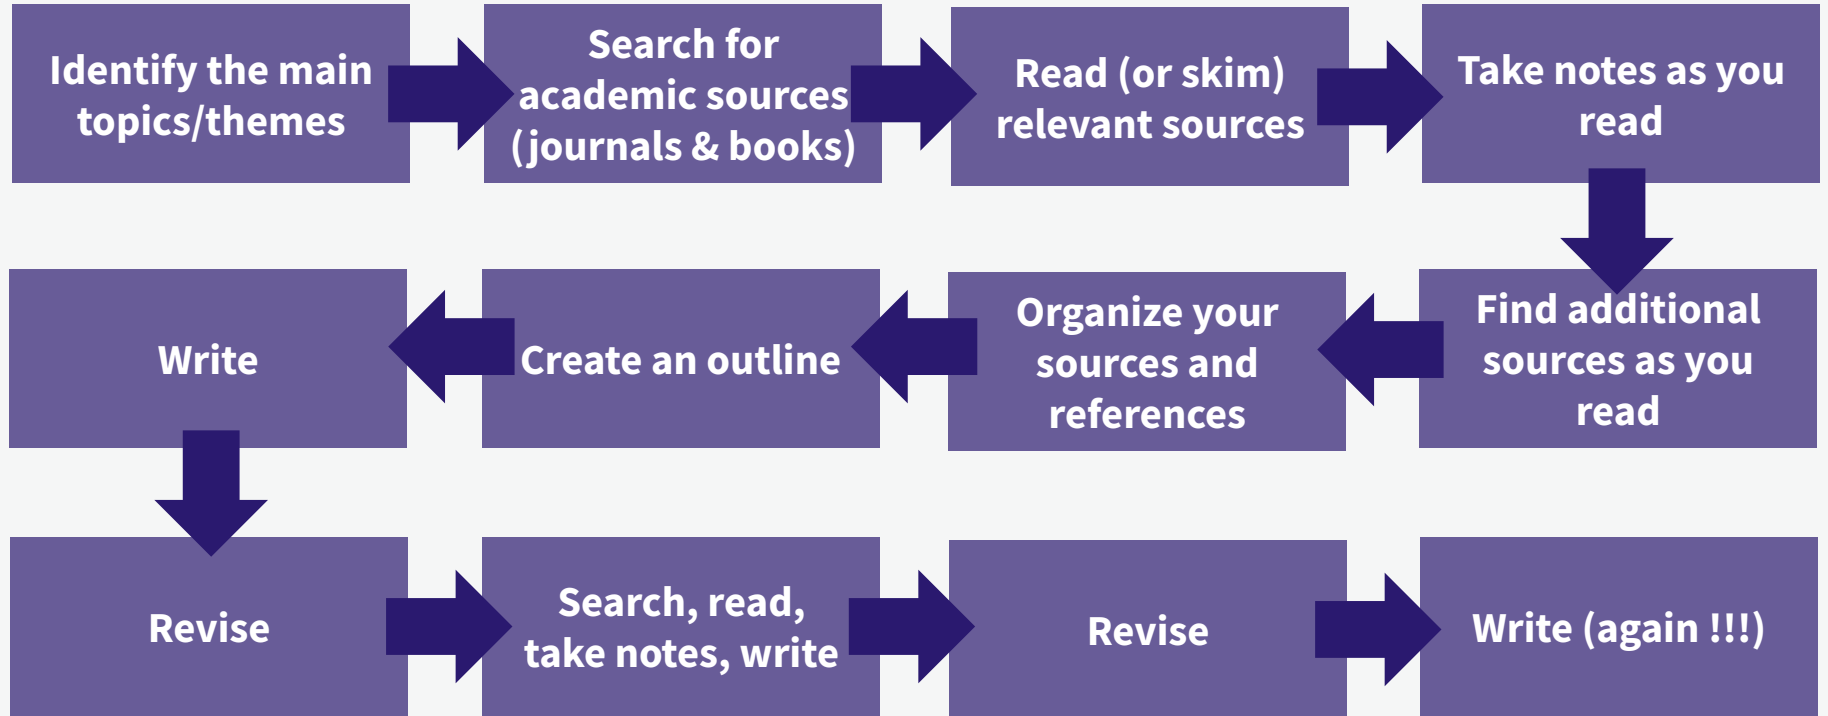 Identify the main
topics/themes
Search for
academic sources
(journals & books)
Read (or skim)
relevant sources
Take notes as you
read
Find additional
sources as you
read
Organize your
sources and
references
Create an outline
Write
Revise
Search, read,
take notes, write
Revise
Write (again !!!)